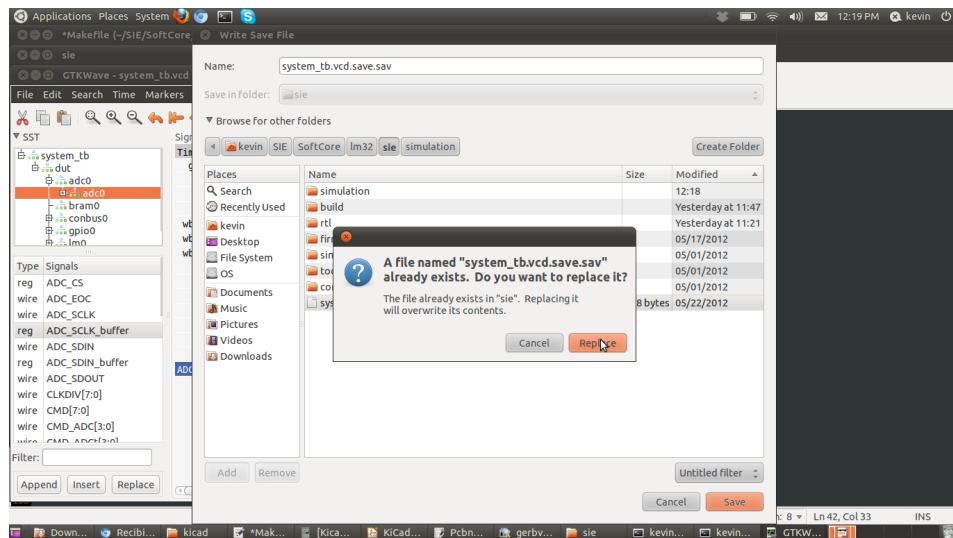 Applications Places System
12:19 PM kevin
*Makefile (~/SIE/SoftCore
Write Save File
sie
GTKWave - system_tb.vcd
File Edit Search Time Markers
SST
system_tb
dut
adc0
adc0
bram0
conbus0
gpio0
lm0
Type Signals
reg ADC_CS
wire ADC_EOC
wire ADC_SCLK
reg ADC_SCLK_buffer
wire ADC_SDIN
reg ADC_SDIN_buffer
wire ADC_SDOUT
wire CLKDIV[7:0]
wire CMD[7:0]
wire CMD_ADC[3:0]
Filter:
Append Insert Replace
Name: system_tb.vcd.save.sav
Save in folder: sie
Browse for other folders
kevin SIE SoftCore lm32 sie simulation
Create Folder
Places
Search
Recently Used
kevin
Desktop
File System
OS
Documents
Music
Pictures
Videos
Downloads
Name Size Modified
simulation 12:18
build Yesterday at 11:47
rtl Yesterday at 11:21
05/17/2012
05/01/2012
05/01/2012
05/01/2012
8 bytes 05/22/2012
A file named "system_tb.vcd.save.sav"
already exists. Do you want to replace it?
The file already exists in "sie". Replacing it
will overwrite its contents.
Cancel Replace
Add Remove
Untitled filter
Cancel Save
8 Ln 42, Col 33 INS
Down... Recibi... kicad *Mak... [Kica... KiCad... Pcbn... gerbv... sie kevin... kevin... GTKW...